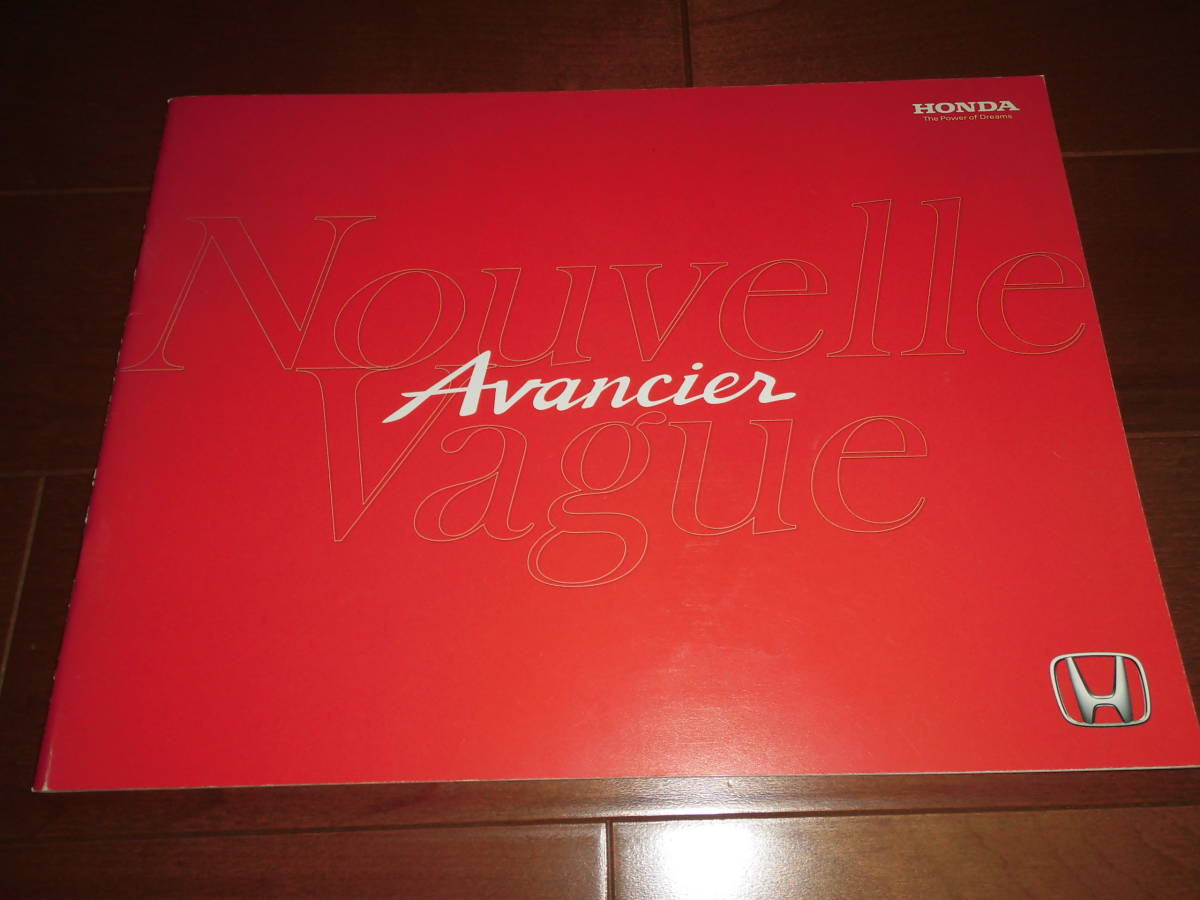 HONDA
The Power of Dreams
Nouvelle
Avancier
Vague